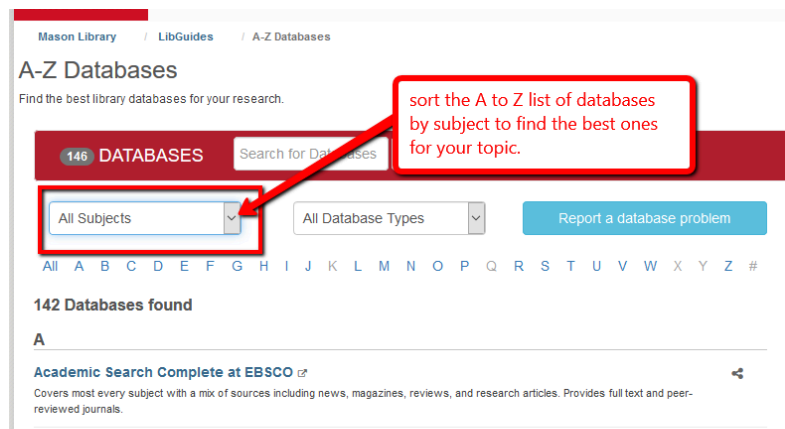 Mason Library / LibGuides / A-Z Databases
A-Z Databases
Find the best library databases for your research.
sort the A to Z list of databases
by subject to find the best ones
for your topic.
146 DATABASES
Search for Databases
All Subjects
All Database Types
Report a database problem
All A B C D E F G H I J K L M N O P Q R S T U V W X Y Z #
142 Databases found
A
Academic Search Complete at EBSCO
Covers most every subject with a mix of sources including news, magazines, reviews, and research articles. Provides full text and peer-
reviewed journals.